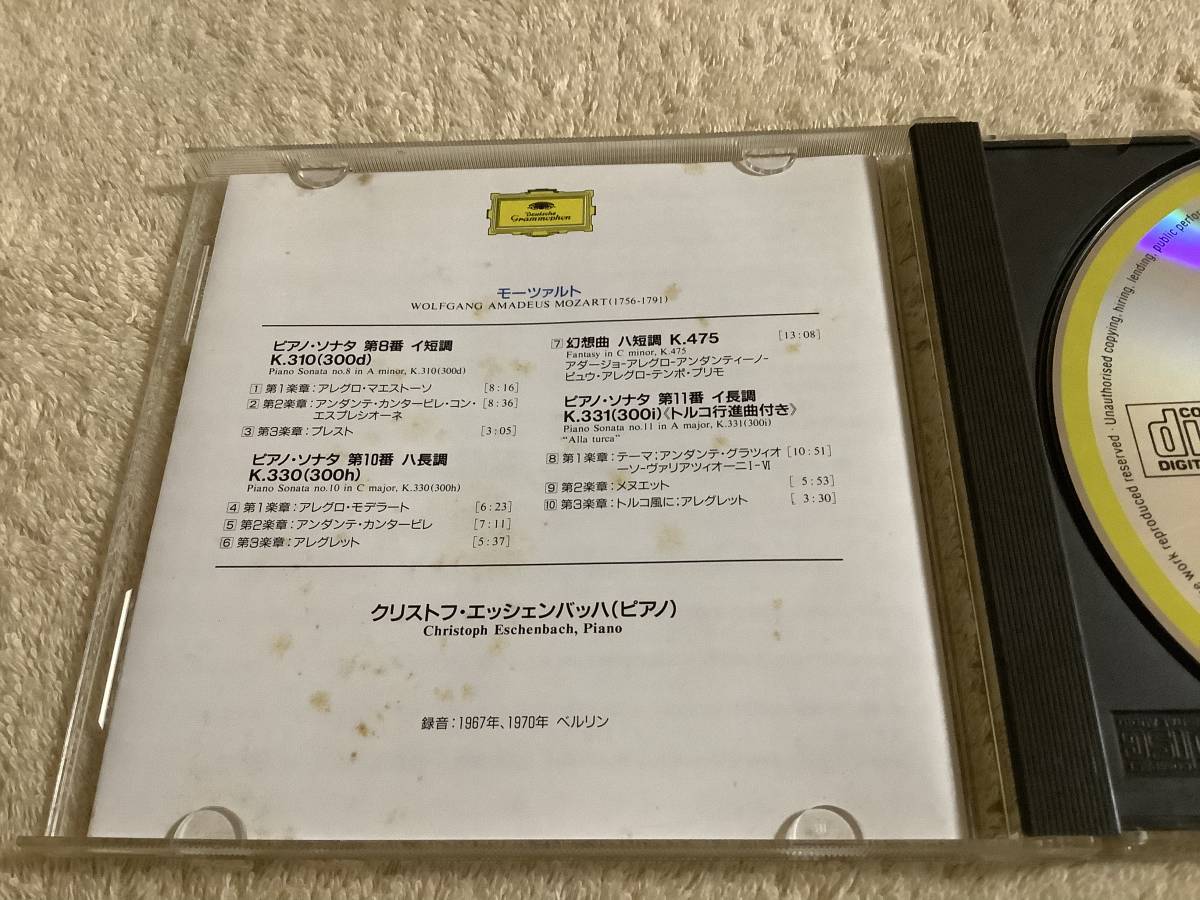 Deutsche
Grammophon
モーツァルト
WOLFGANG AMADEUS MOZART(1756-1791)
ピアノ・ソナタ 第8番 イ短調
K.310(300d)
Piano Sonata no.8 in A minor, K.310(300d)
1 第1楽章：アレグロ・マエストーソ [8:16]
2 第2楽章：アンダンテ・カンタービレ・コン・ [8:36]
エスプレシオーネ
3 第3楽章：プレスト [3:05]
ピアノ・ソナタ 第10番 ハ長調
K.330(300h)
Piano Sonata no.10 in C major, K.330(300h)
4 第1楽章：アレグロ・モデラート [6:23]
5 第2楽章：アンダンテ・カンタービレ [7:11]
6 第3楽章：アレグレット [5:37]
7 幻想曲 ハ短調 K.475 [13:08]
Fantasy in C minor, K.475
アダージョ-アレグロ-アンダンティーノ-
ピュウ・アレグロ-テンポ・プリモ
ピアノ・ソナタ 第11番 イ長調
K.331(300i)《トルコ行進曲付き》
Piano Sonata no.11 in A major, K.331(300i)
"Alla turca"
8 第1楽章：テーマ；アンダンテ・グラツィオ [10:51]
ーソ-ヴァリアツィオーニI-VI
9 第2楽章：メヌエット [5:53]
10 第3楽章：トルコ風に；アレグレット [3:30]
クリストフ・エッシェンバッハ(ピアノ)
Christoph Eschenbach, Piano
録音：1967年、1970年 ベルリン
work reproduced reserved · Unauthorised copying, hiring, lending, public perfor
DIGIT